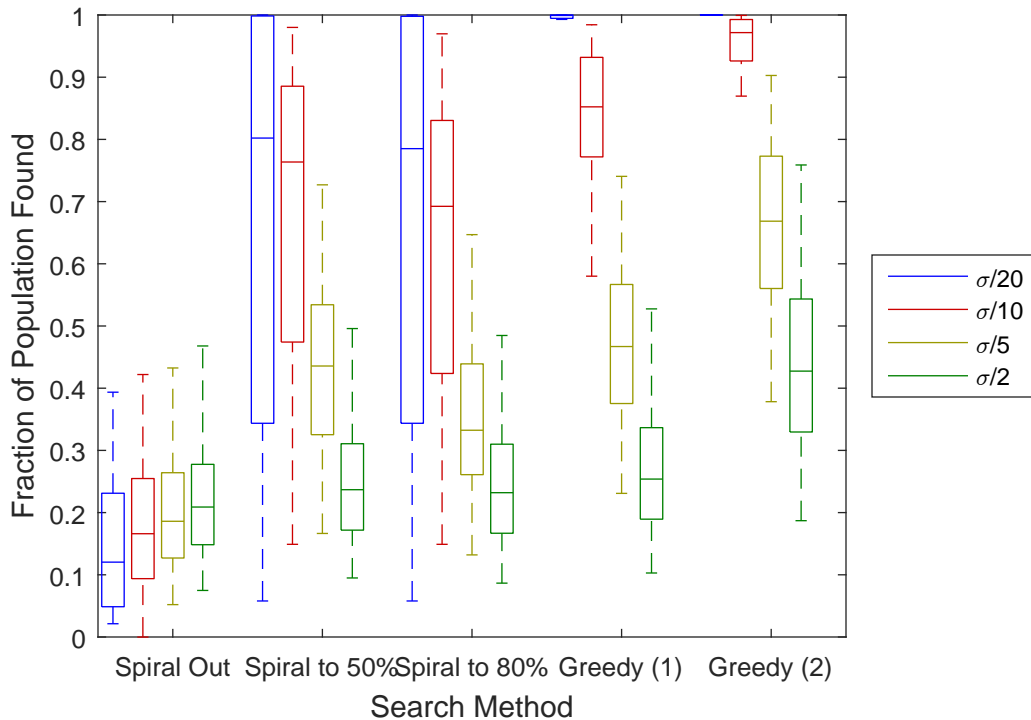 1
0.9
0.8
0.7
0.6
0.5
0.4
0.3
0.2
0.1
0
Fraction of Population Found
Spiral Out Spiral to 50% Spiral to 80% Greedy (1) Greedy (2)
Search Method
σ/20
σ/10
σ/5
σ/2